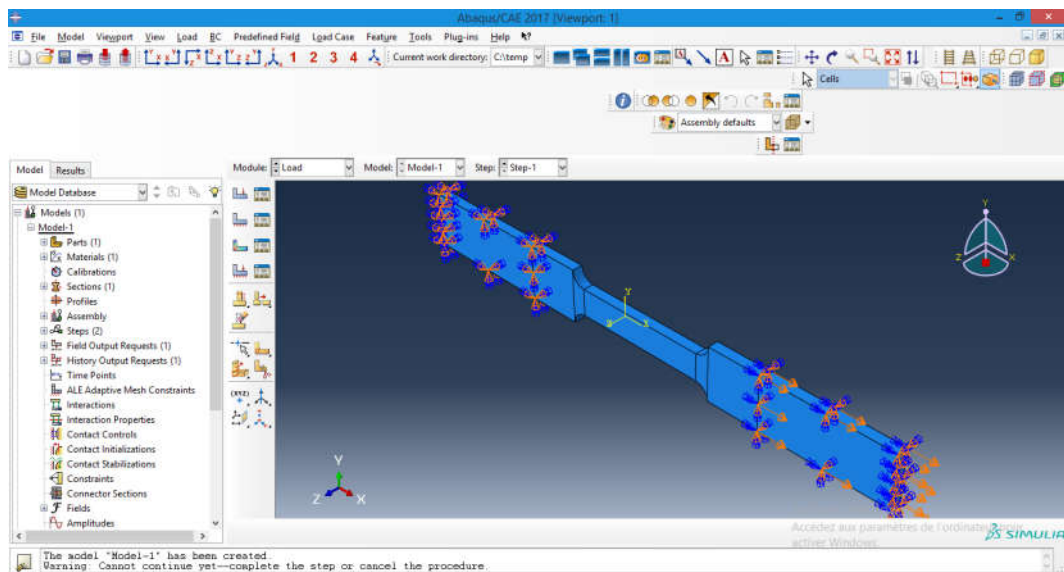 Abaqus/CAE 2017 [Viewport: 1]
File Model Viewport View Load BC Predefined Field Load Case Feature Tools Plug-ins Help
1 2 3 4 Current work directory: C:\temp
A
Cells
Assembly defaults
Model Results
Module: Load Model: Model-1 Step: Step-1
Model Database
Models (1)
Model-1
Parts (1)
Materials (1)
Calibrations
Sections (1)
Profiles
Assembly
Steps (2)
Field Output Requests (1)
History Output Requests (1)
Time Points
ALE Adaptive Mesh Constraints
Interactions
Interaction Properties
Contact Controls
Contact Initializations
Contact Stabilizations
Constraints
Connector Sections
Fields
Amplitudes
(XYZ)
Y
Z X
Y
Z X
Y
Z X
Accédez aux paramètres de l'ordinateur pour
activer Windows.
SIMULIA
The model "Model-1" has been created.
Warning: Cannot continue yet--complete the step or cancel the procedure.